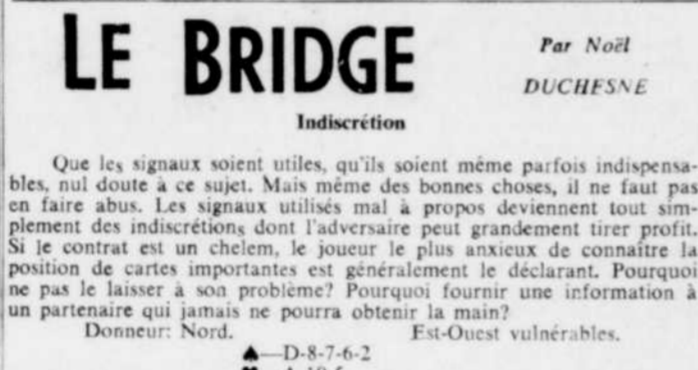 LE BRIDGE
Par Noël
DUCHESNE
Indiscrétion
Que les signaux soient utiles, qu'ils soient même parfois indispensa-
bles, nul doute à ce sujet. Mais même des bonnes choses, il ne faut pas
en faire abus. Les signaux utilisés mal à propos deviennent tout sim-
plement des indiscrétions dont l'adversaire peut grandement tirer profit.
Si le contrat est un chelem, le joueur le plus anxieux de connaître la
position de cartes importantes est généralement le déclarant. Pourquoi
ne pas le laisser à son problème? Pourquoi fournir une information à
un partenaire qui jamais ne pourra obtenir la main?
Donneur: Nord. Est-Ouest vulnérables.
♠—D-8-7-6-2